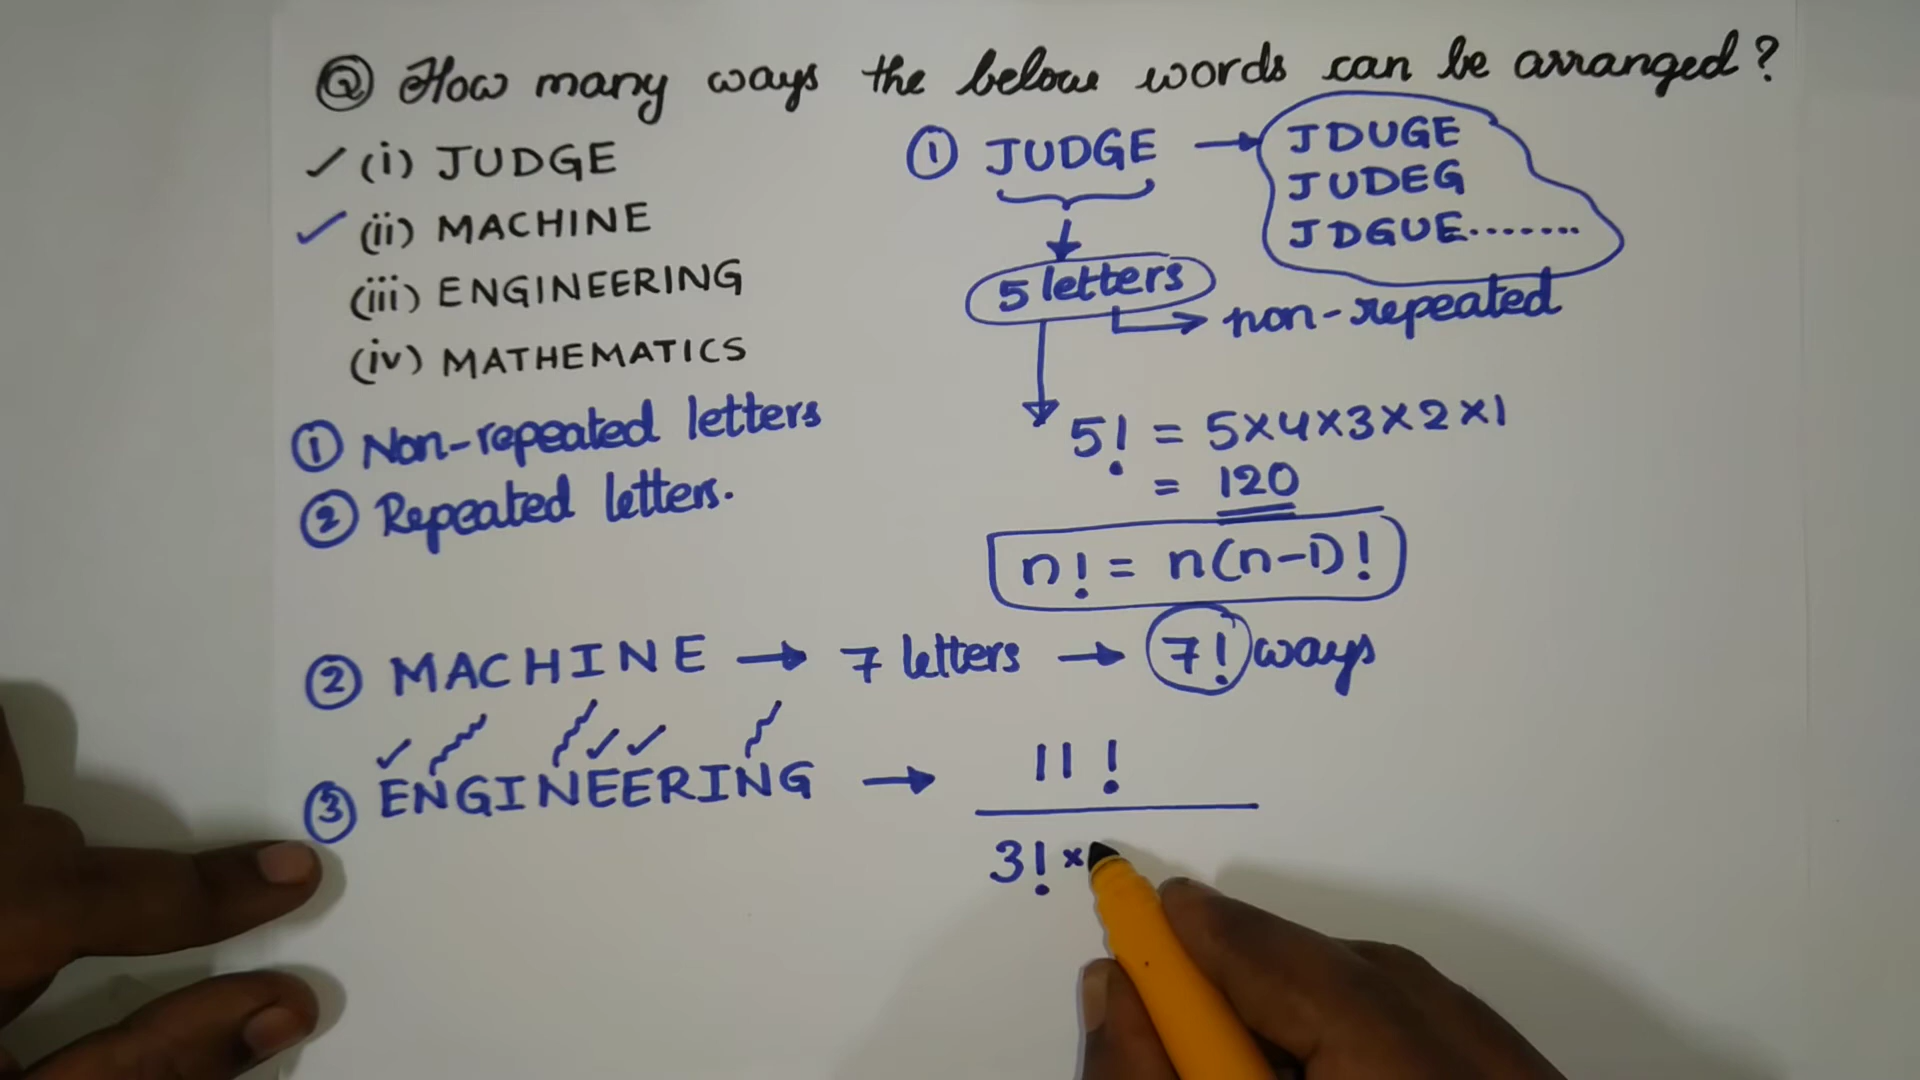 Q How many ways the below words can be arranged?
(i) JUDGE
(ii) MACHINE
(iii) ENGINEERING
(iv) MATHEMATICS
1 Non-repeated letters
2 Repeated letters.
1 JUDGE → JDUGE
JUDEG
JDGUE.......
5 letters
→ non-repeated
5! = 5×4×3×2×1
= 120
n! = n(n-1)!
2 MACHINE → 7 letters → 7! ways
3 ENGINEERING → 11!
3! ×